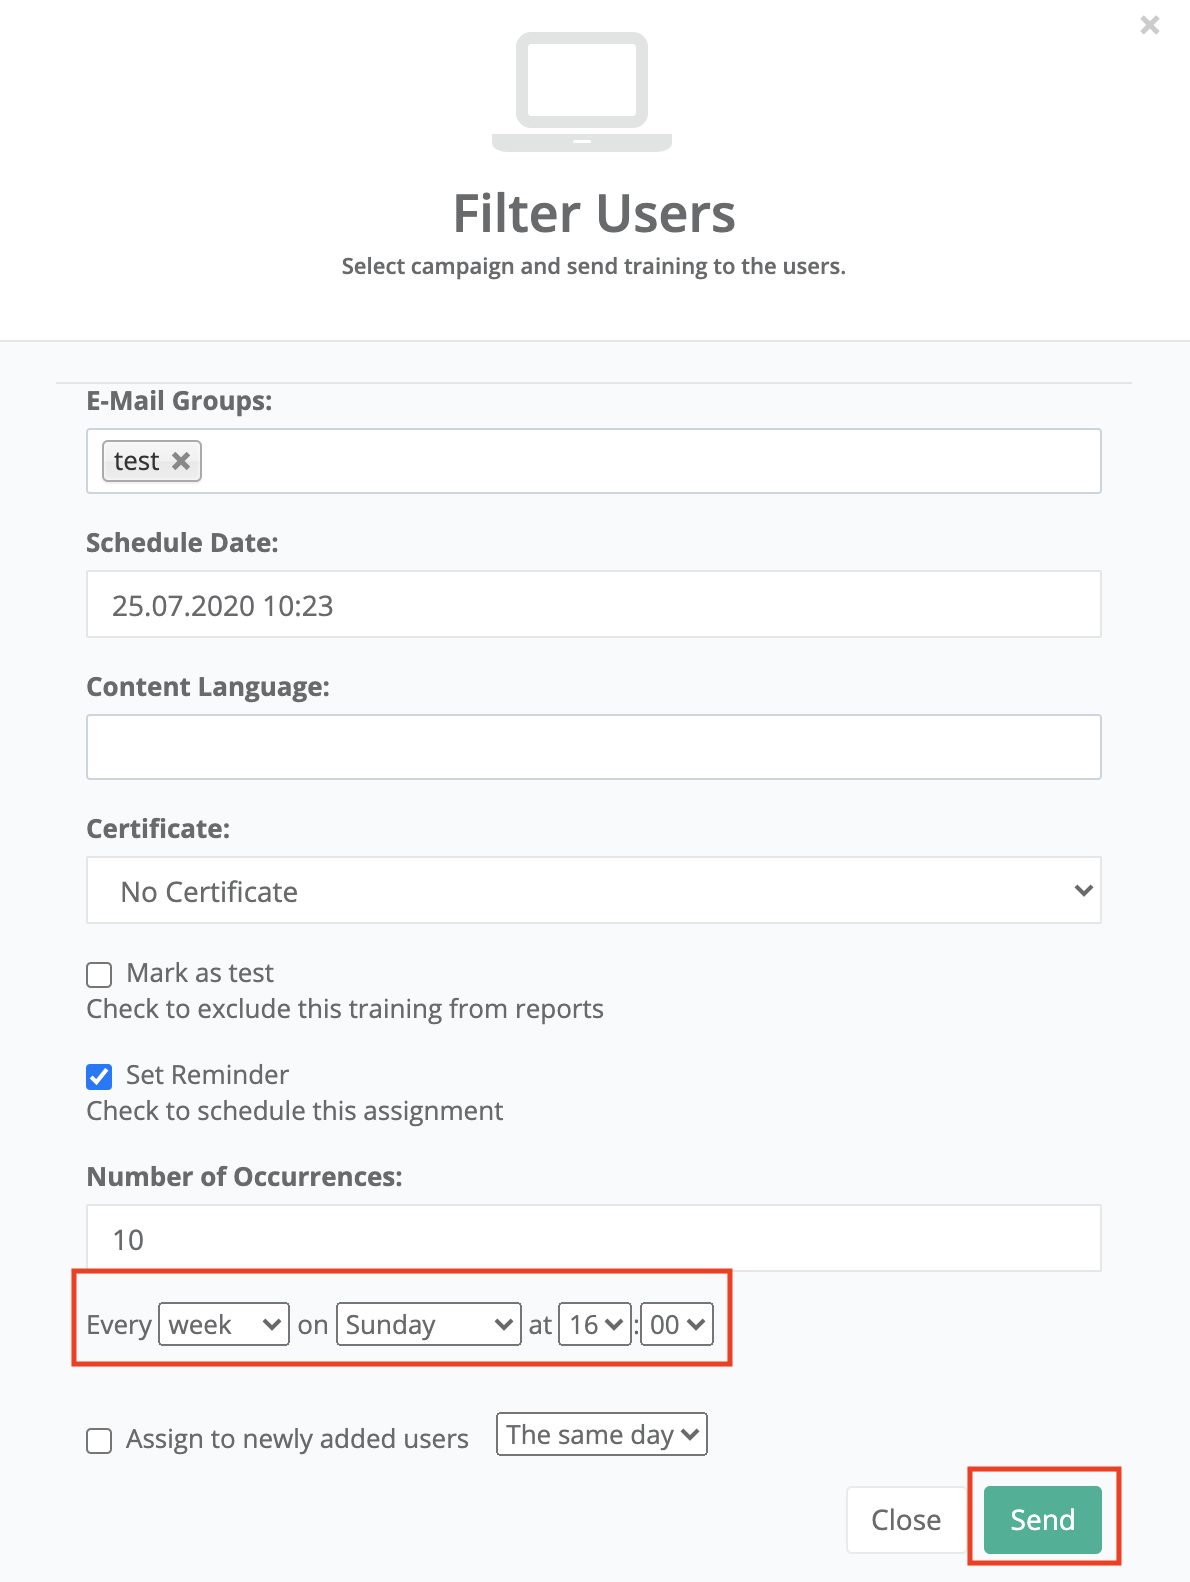 Filter Users
Select campaign and send training to the users.
E-Mail Groups:
test
Schedule Date:
25.07.2020 10:23
Content Language:
Certificate:
No Certificate
Mark as test
Check to exclude this training from reports
Set Reminder
Check to schedule this assignment
Number of Occurrences:
10
Every week on Sunday at 16 : 00
Assign to newly added users The same day
Close Send